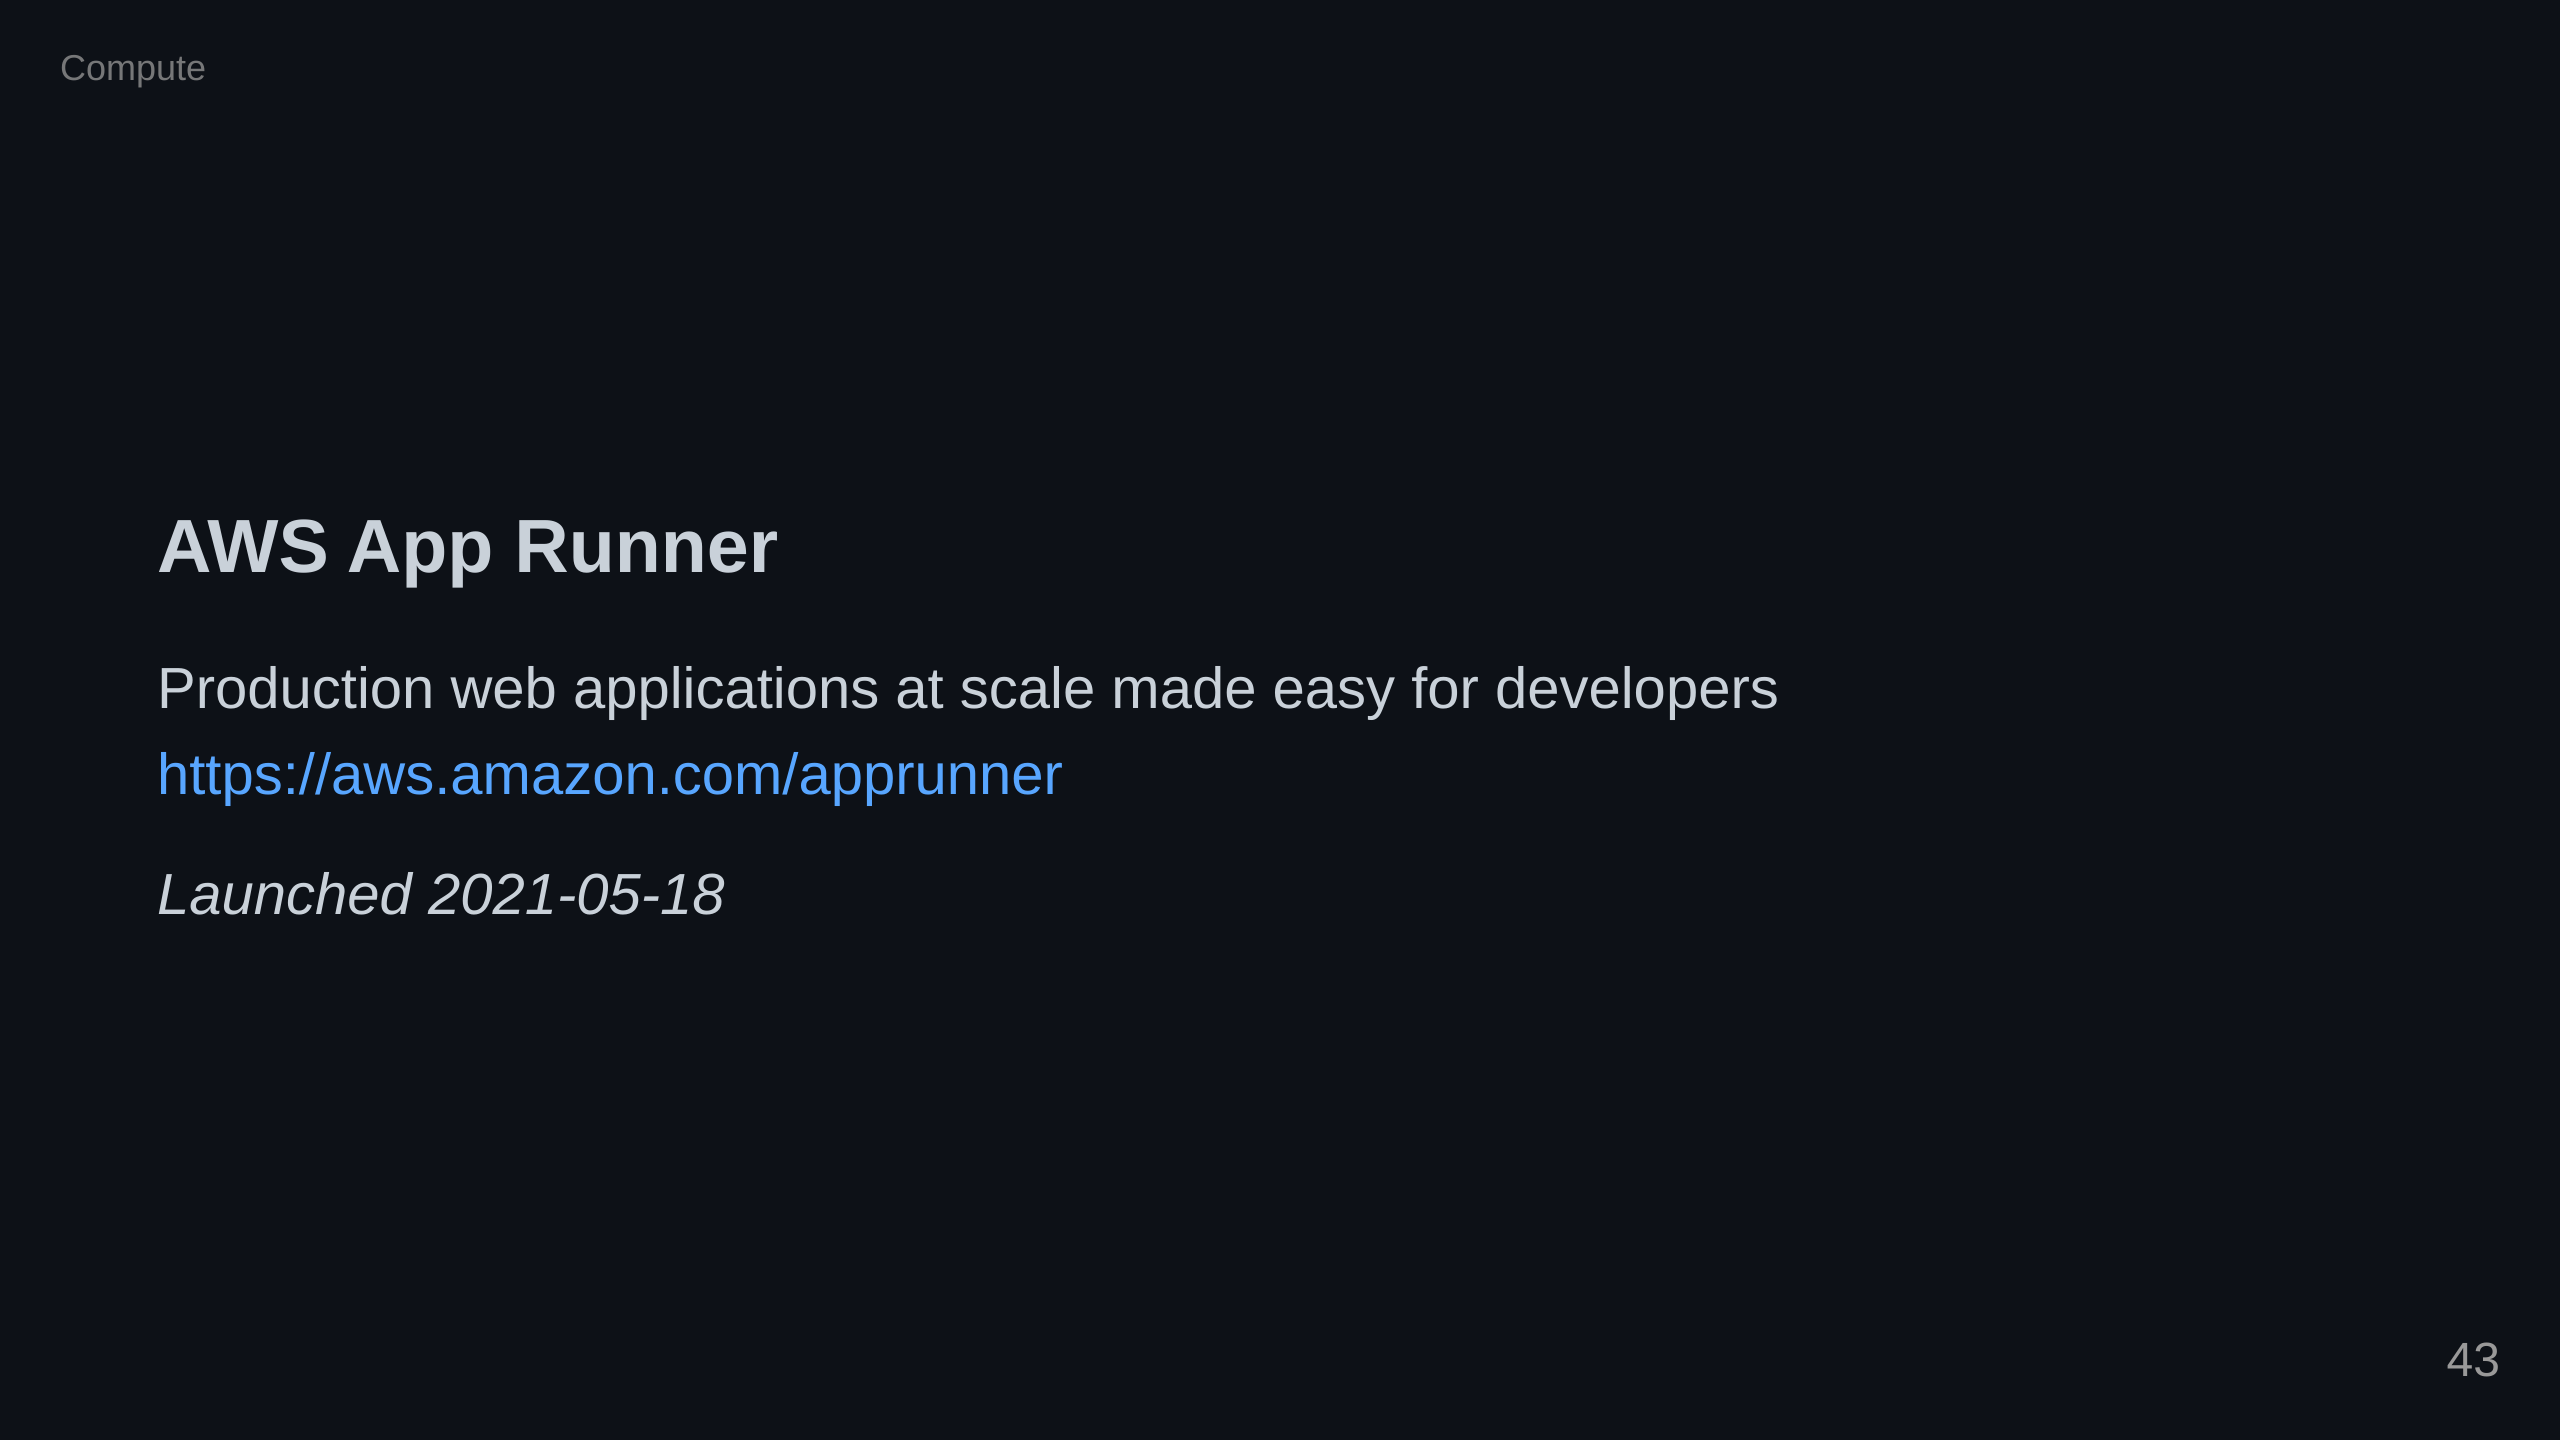 Compute
AWS App Runner
Production web applications at scale made easy for developers
https://aws.amazon.com/apprunner
Launched 2021-05-18
43